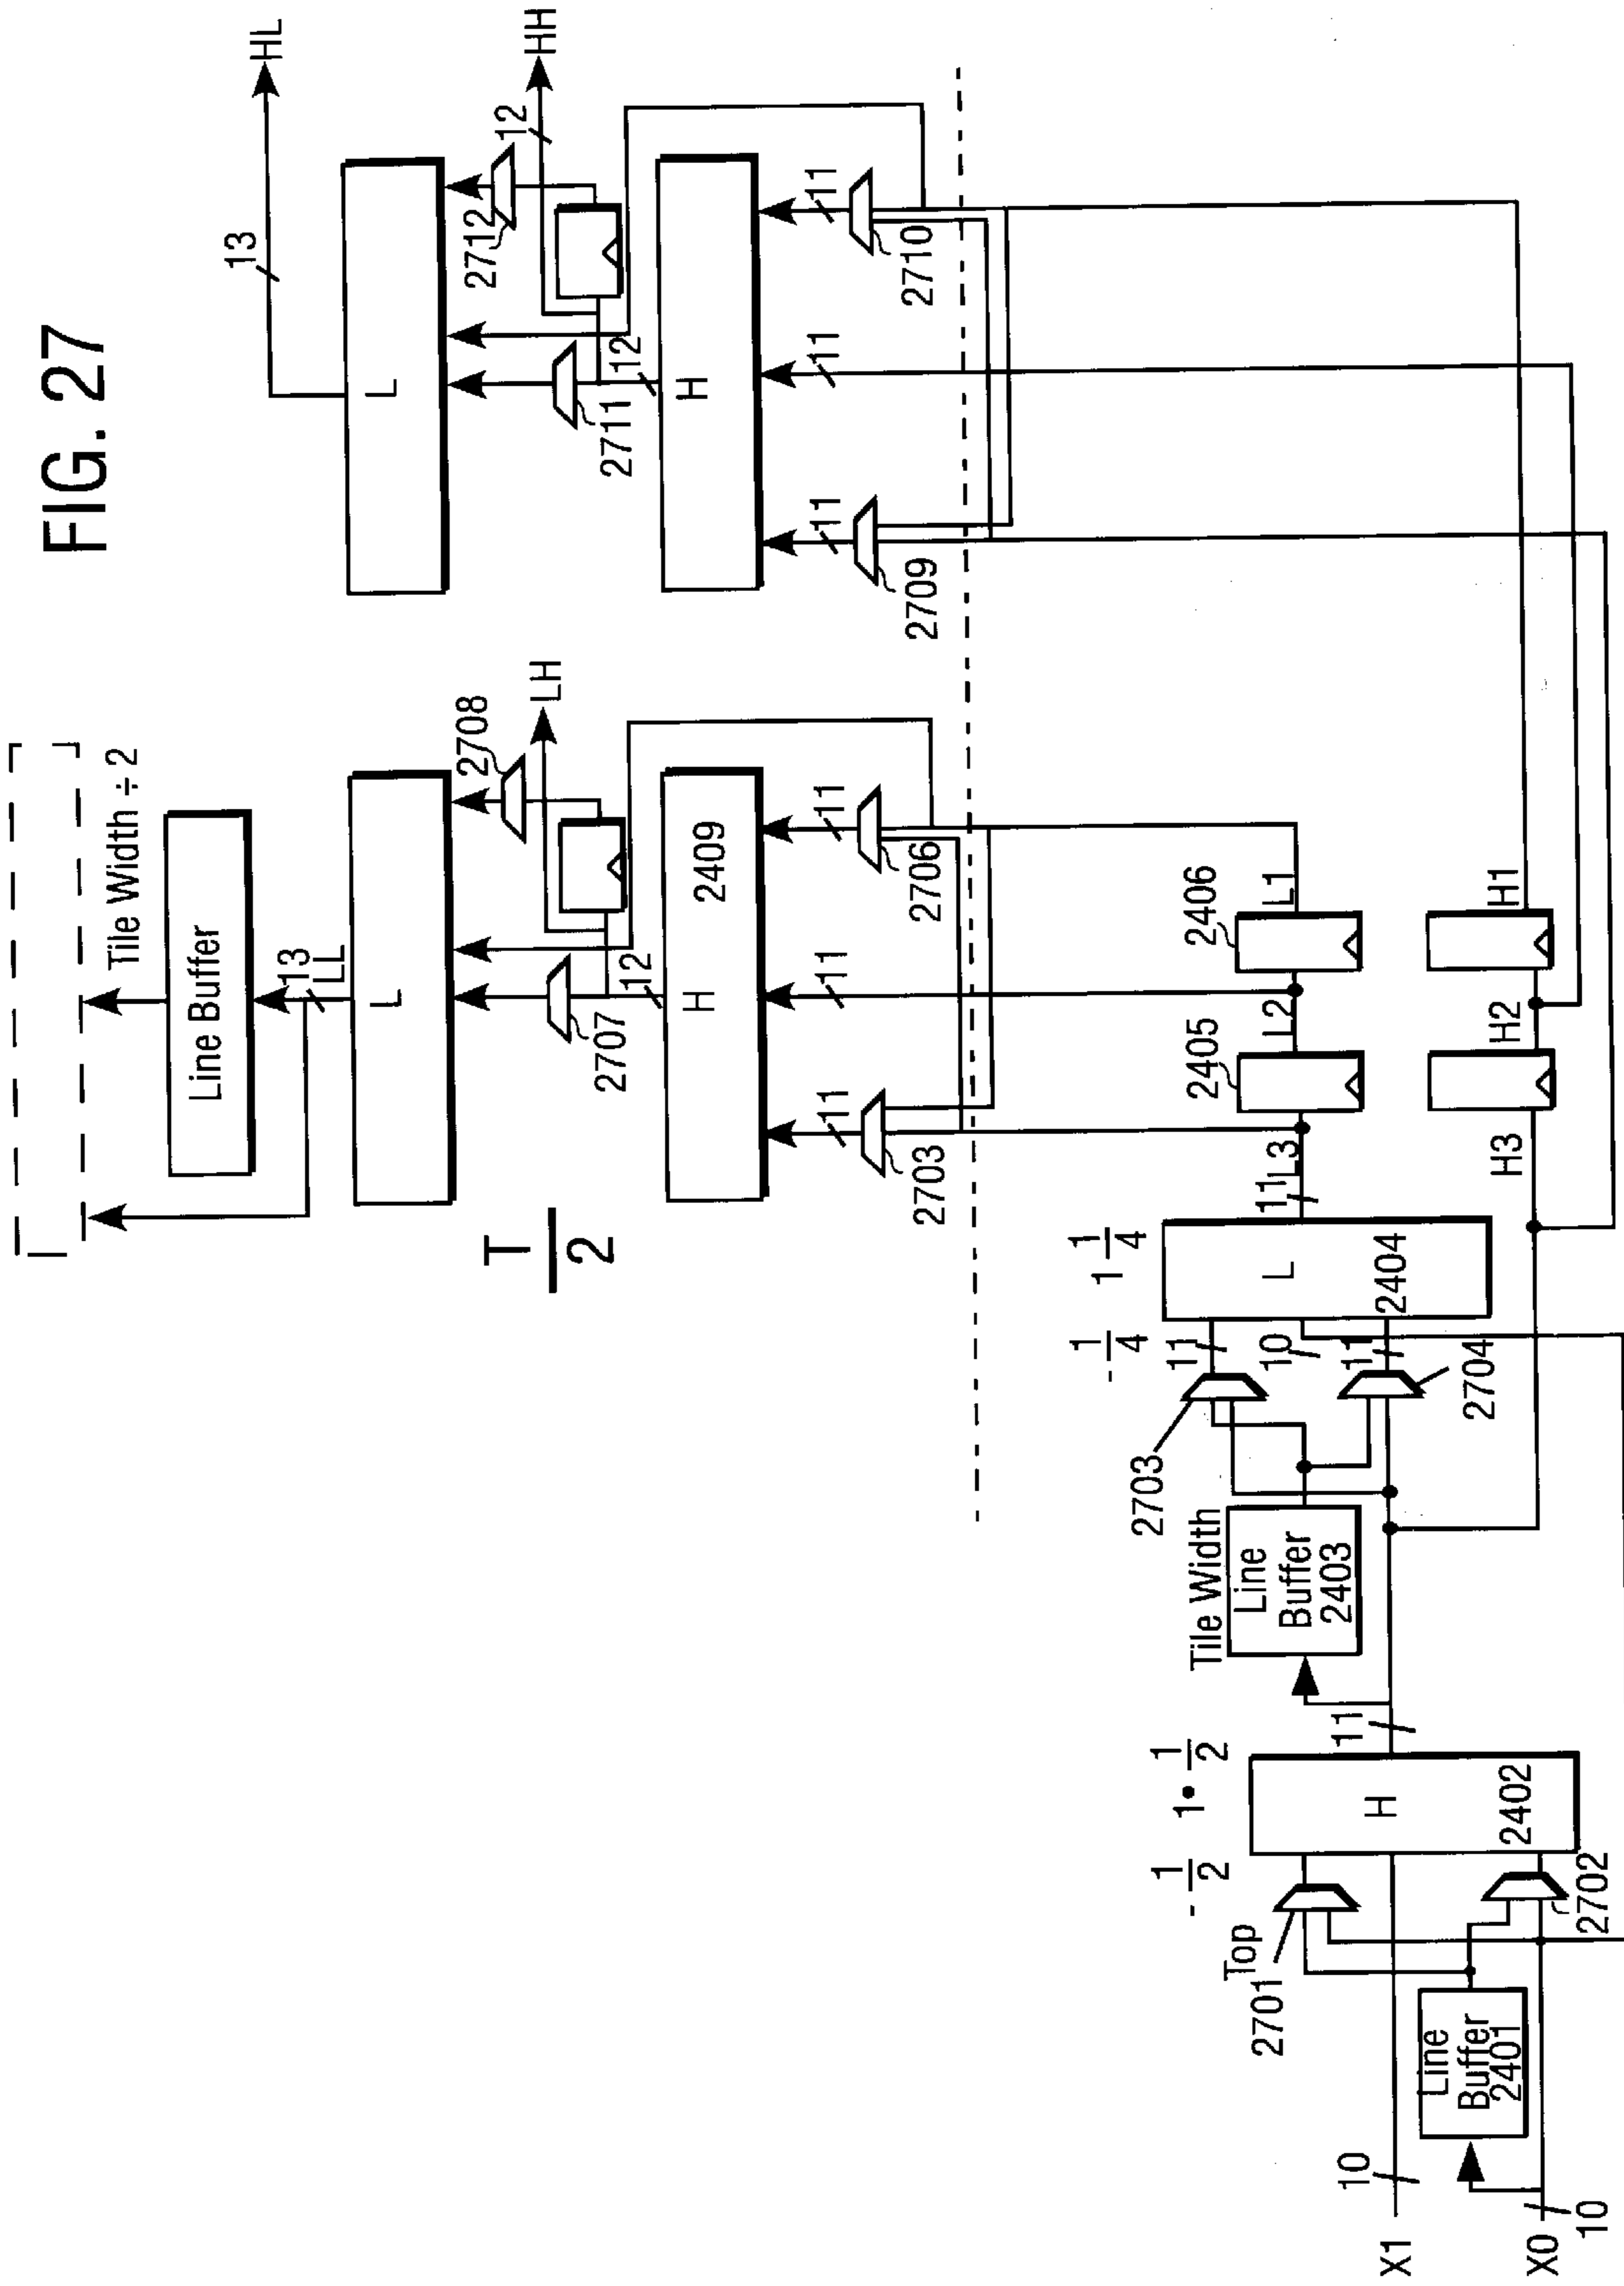 FIG. 27
HL
13
L
2712
12
HH
2711
12
H
11
11
11
2709
2710
Tile Width ÷ 2
Line Buffer
13
LL
L
2708
LH
2707
12
H
2409
11
11
11
2703
2706
T
2
L1
2406
L2
2405
L3
11
H1
H2
H3
1 1/4
- 1/4
L
2404
11
10
11
2703
2704
Tile Width
Line
Buffer
2403
11
1• 1/2
- 1/2
H
2402
Top
2701
2702
Line
Buffer
2401
10
X1
X0
10